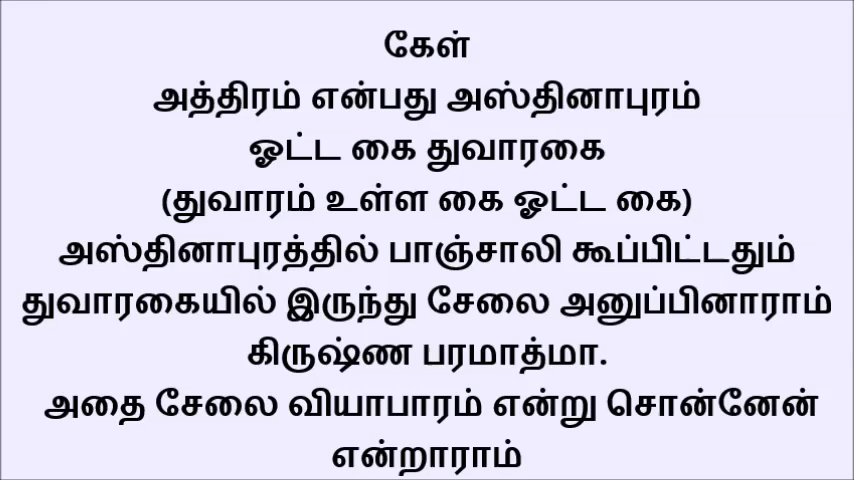 கேள்
அத்திரம் என்பது அஸ்தினாபுரம்
ஓட்ட கை துவாரகை
(துவாரம் உள்ள கை ஓட்ட கை)
அஸ்தினாபுரத்தில் பாஞ்சாலி கூப்பிட்டதும்
துவாரகையில் இருந்து சேலை அனுப்பினாராம்
கிருஷ்ண பரமாத்மா.
அதை சேலை வியாபாரம் என்று சொன்னேன்
என்றாராம்